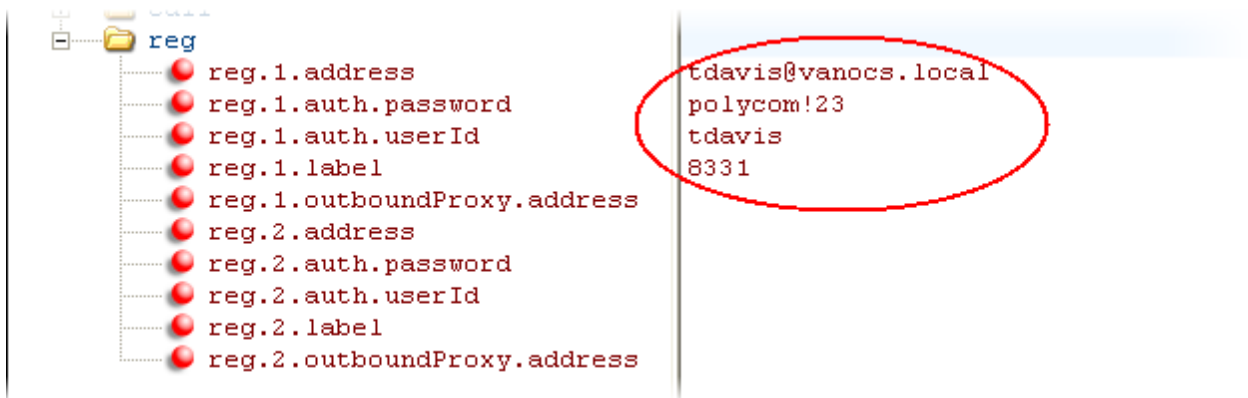 reg
reg.1.address tdavis@vanocs.local
reg.1.auth.password polycom!23
reg.1.auth.userId tdavis
reg.1.label 8331
reg.1.outboundProxy.address
reg.2.address
reg.2.auth.password
reg.2.auth.userId
reg.2.label
reg.2.outboundProxy.address